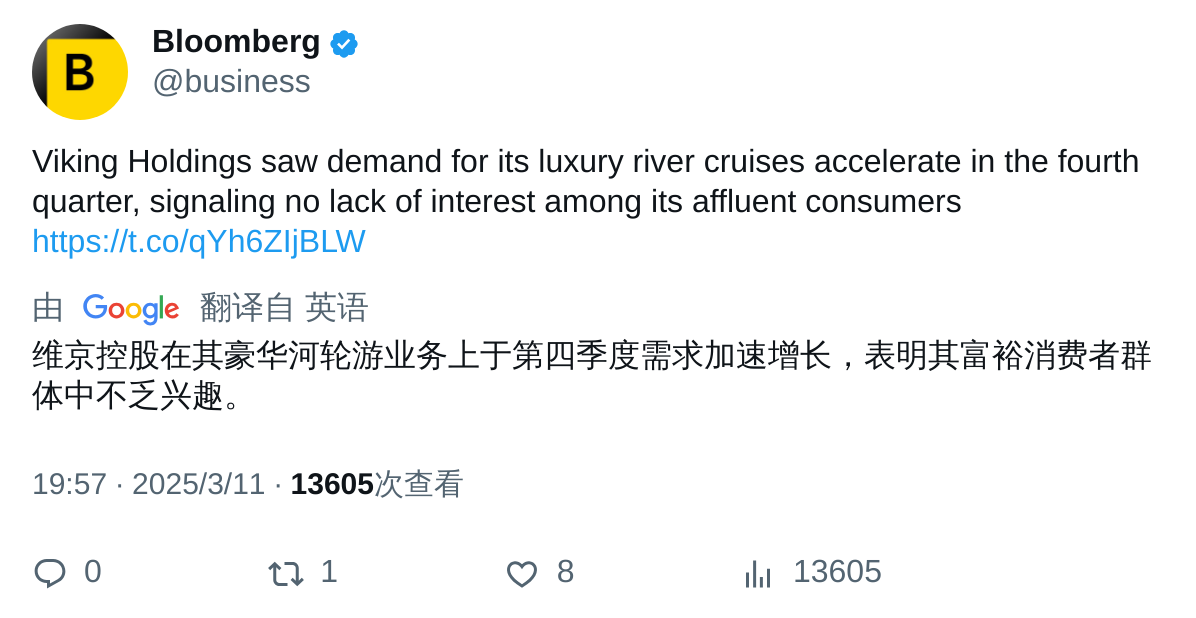 B
Bloomberg
@business
Viking Holdings saw demand for its luxury river cruises accelerate in the fourth
quarter, signaling no lack of interest among its affluent consumers
https://t.co/qYh6ZIjBLW
由 Google 翻译自 英语
维京控股在其豪华河轮游业务上于第四季度需求加速增长，表明其富裕消费者群
体中不乏兴趣。
19:57 · 2025/3/11 · 13605次查看
0 1 8 13605